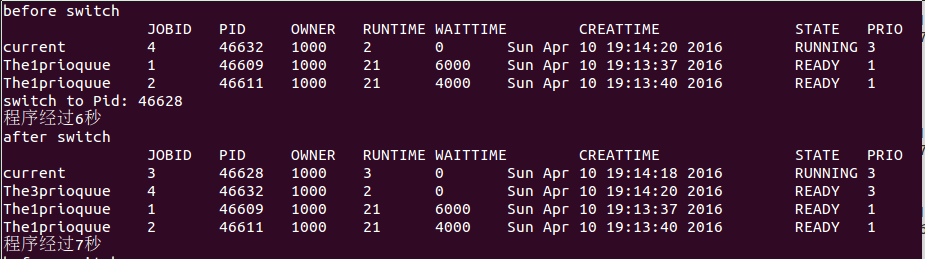 before switch
JOBID PID OWNER RUNTIME WAITTIME CREATTIME STATE PRIO
current 4 46632 1000 2 0 Sun Apr 10 19:14:20 2016 RUNNING 3
The1prioquue 1 46609 1000 21 6000 Sun Apr 10 19:13:37 2016 READY 1
The1prioquue 2 46611 1000 21 4000 Sun Apr 10 19:13:40 2016 READY 1
switch to Pid: 46628
程序经过6秒
after switch
JOBID PID OWNER RUNTIME WAITTIME CREATTIME STATE PRIO
current 3 46628 1000 3 0 Sun Apr 10 19:14:18 2016 RUNNING 3
The3prioquue 4 46632 1000 2 0 Sun Apr 10 19:14:20 2016 READY 3
The1prioquue 1 46609 1000 21 6000 Sun Apr 10 19:13:37 2016 READY 1
The1prioquue 2 46611 1000 21 4000 Sun Apr 10 19:13:40 2016 READY 1
程序经过7秒